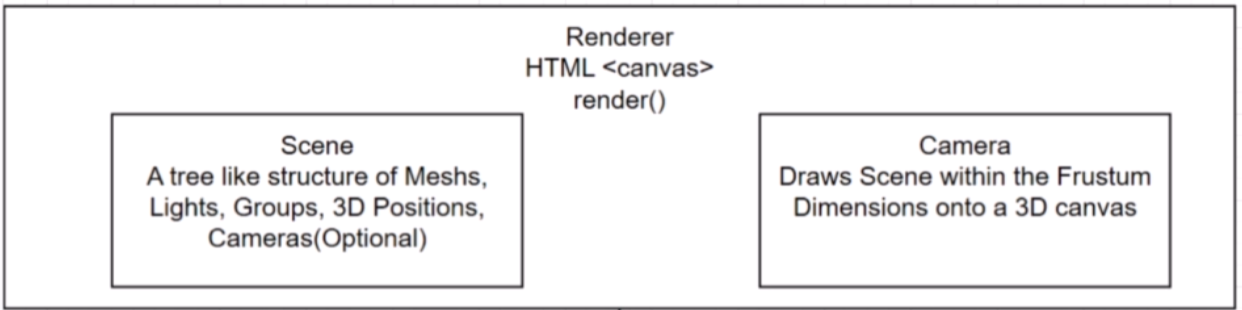 Renderer
HTML <canvas>
render()
Scene
A tree like structure of Meshs,
Lights, Groups, 3D Positions,
Cameras(Optional)
Camera
Draws Scene within the Frustum
Dimensions onto a 3D canvas